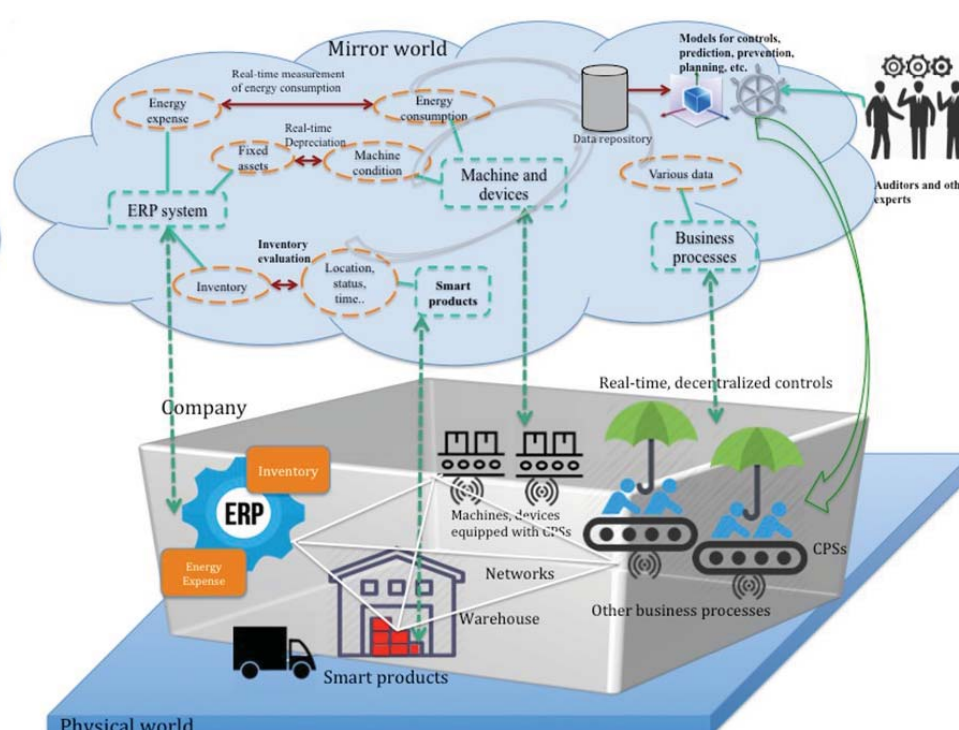 Mirror world
Models for controls,
prediction, prevention,
planning, etc.
Real-time measurement
of energy consumption
Energy
expense
Energy
consumption
Data repository
Real-time
Depreciation
Fixed
assets
Machine
condition
Machine and
devices
Various data
Auditors and
experts
ERP system
Business
processes
Inventory
evaluation
Inventory
Location,
status,
time..
Smart
products
Real-time, decentralized controls
Company
Inventory
ERP
Energy
Expense
Machines, devices
equipped with CPSs
CPSs
Networks
Other business processes
Warehouse
Smart products
Physical world